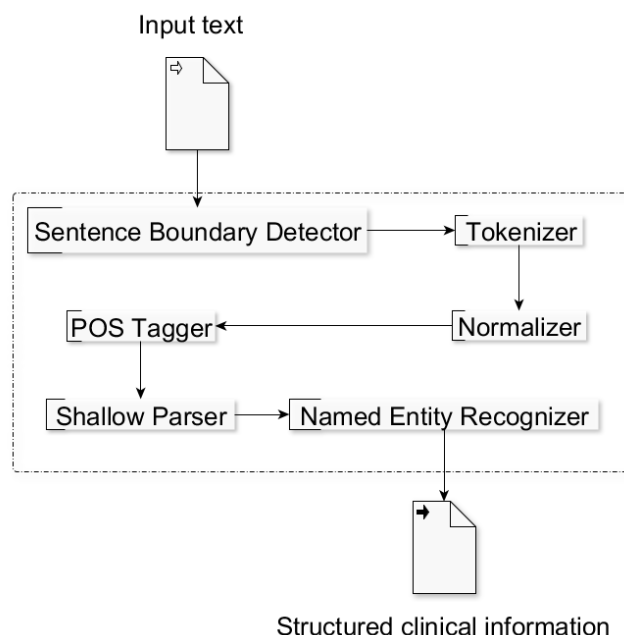 Input text
Sentence Boundary Detector
Tokenizer
Normalizer
POS Tagger
Shallow Parser
Named Entity Recognizer
Structured clinical information